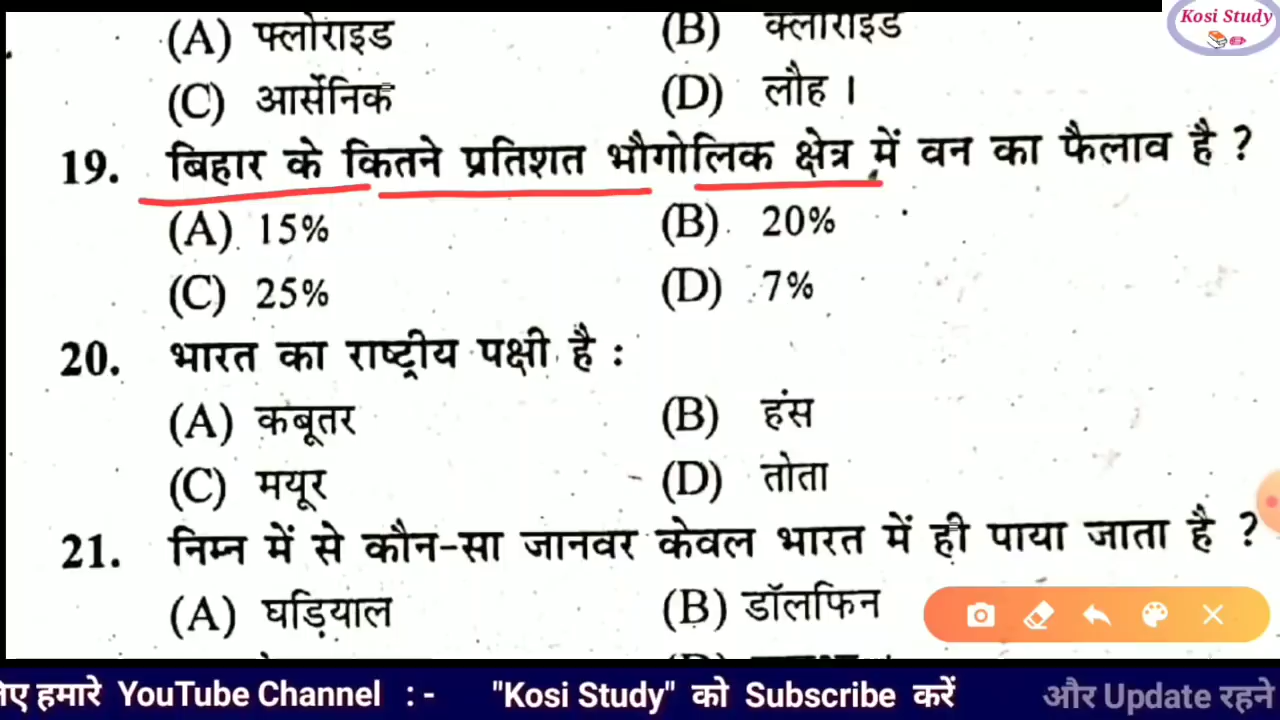 Kosi Study
(A) फ्लोराइड (B) क्लोराइड
(C) आर्सेनिक (D) लौह ।
19. बिहार के कितने प्रतिशत भौगोलिक क्षेत्र में वन का फैलाव है ?
(A) 15% (B) 20%
(C) 25% (D) 7%
20. भारत का राष्ट्रीय पक्षी है :
(A) कबूतर (B) हंस
(C) मयूर (D) तोता
21. निम्न में से कौन-सा जानवर केवल भारत में ही पाया जाता है ?
(A) घड़ियाल (B) डॉलफिन
हमारे YouTube Channel :- "Kosi Study" को Subscribe करें और Update रहने